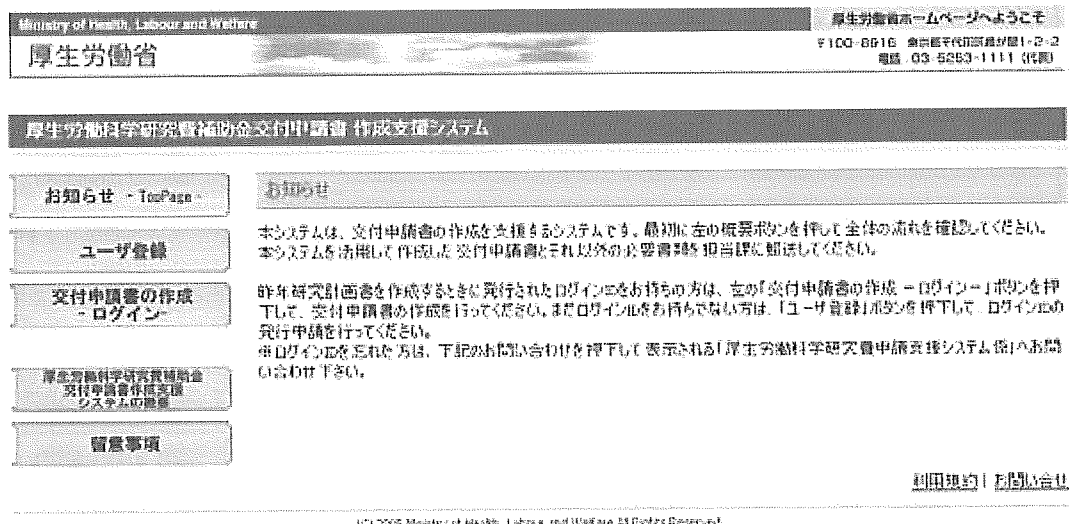 Ministry of Health, Labour and Welfare
厚生労働省ホームページへようこそ
厚生労働省
〒100-8916 東京都千代田区霞が関1-2-2
電話 03-5253-1111 (代表)
厚生労働科学研究費補助金交付申請書 作成支援システム
お知らせ - TopPage -
お知らせ
本システムは、交付申請書の作成を支援するシステムです。最初に左の概要ボタンを押して全体の流れを確認してください。
本システムを活用して作成した交付申請書とそれ以外の必要書類を担当課に郵送してください。
ユーザ登録
昨年研究計画書を作成するときに発行されたログインIDをお持ちの方は、左の「交付申請書の作成 -ログイン-」ボタンを押
下して、交付申請書の作成を行ってください。まだログインIDをお持ちでない方は、「ユーザ登録」ボタンを押下して、ログインIDの
発行申請を行ってください。
※ログインIDを忘れた方は、下記のお問い合わせを押下して表示される「厚生労働科学研究費申請支援システム係」へお問
い合わせ下さい。
交付申請書の作成
- ログイン-
厚生労働科学研究費補助金
交付申請書作成支援
システムの概要
留意事項
利用規約 | お問い合せ
(C) 2005 Ministry of Health, Labour and Welfare All Rights Reserved.